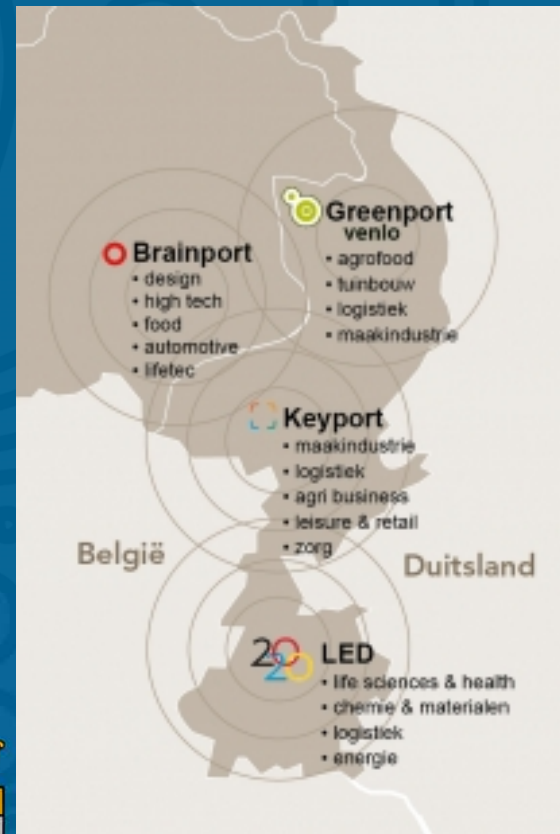 Greenport
venlo
• agrofood
• tuinbouw
• logistiek
• maakindustrie
Brainport
• design
• high tech
• food
• automotive
• lifetec
Keyport
• maakindustrie
• logistiek
• agri business
• leisure & retail
• zorg
België
Duitsland
2020
LED
• life sciences & health
• chemie & materialen
• logistiek
• energie